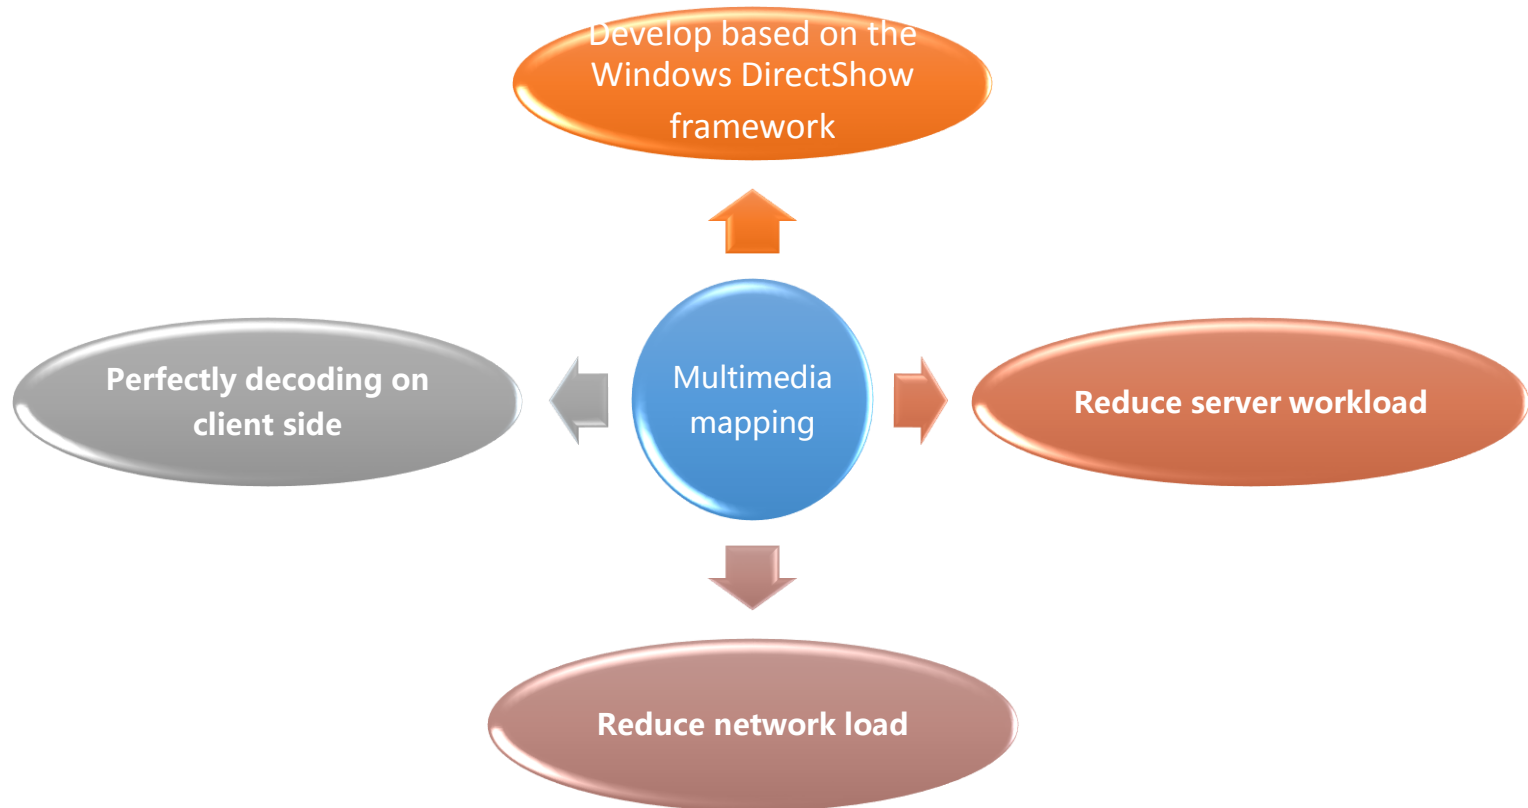 Develop based on the
Windows DirectShow
framework
Perfectly decoding on
client side
Multimedia
mapping
Reduce server workload
Reduce network load